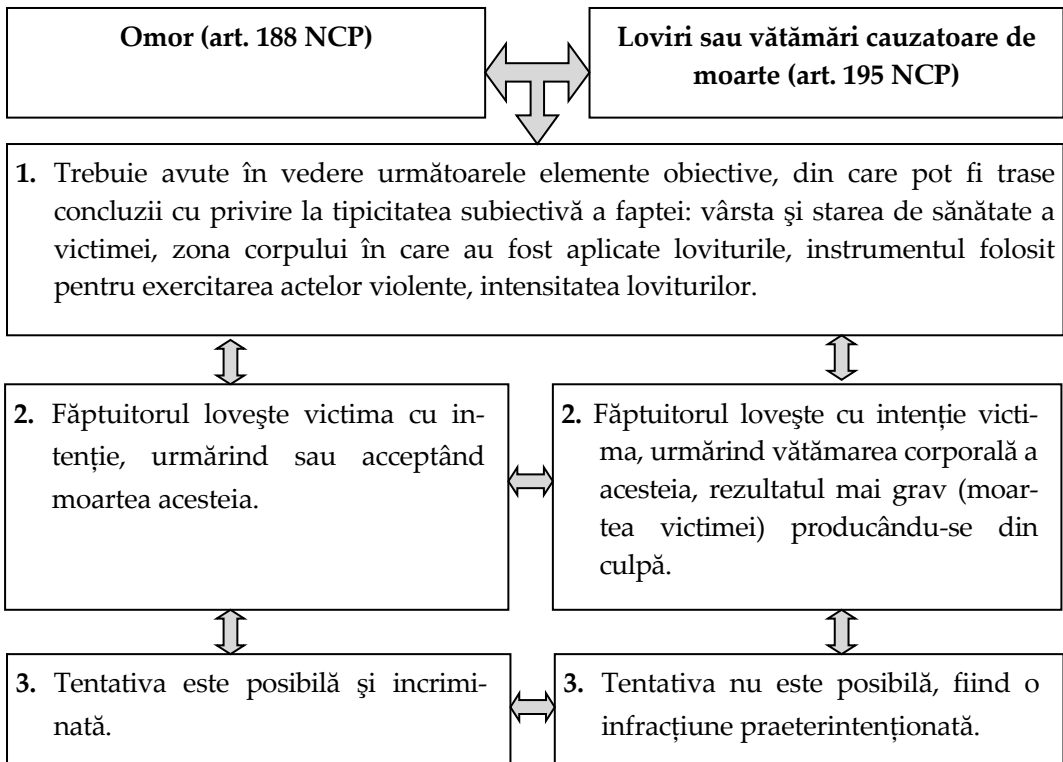 Omor (art. 188 NCP)
Loviri sau vătămări cauzatoare de
moarte (art. 195 NCP)
1. Trebuie avute în vedere următoarele elemente obiective, din care pot fi trase
concluzii cu privire la tipicitatea subiectivă a faptei: vârsta şi starea de sănătate a
victimei, zona corpului în care au fost aplicate loviturile, instrumentul folosit
pentru exercitarea actelor violente, intensitatea loviturilor.
2. Făptuitorul loveşte victima cu in-
tenţie, urmărind sau acceptând
moartea acesteia.
2. Făptuitorul loveşte cu intenţie victi-
ma, urmărind vătămarea corporală a
acesteia, rezultatul mai grav (moar-
tea victimei) producându-se din
culpă.
3. Tentativa este posibilă şi incrimi-
nată.
3. Tentativa nu este posibilă, fiind o
infracţiune praeterintenţionată.